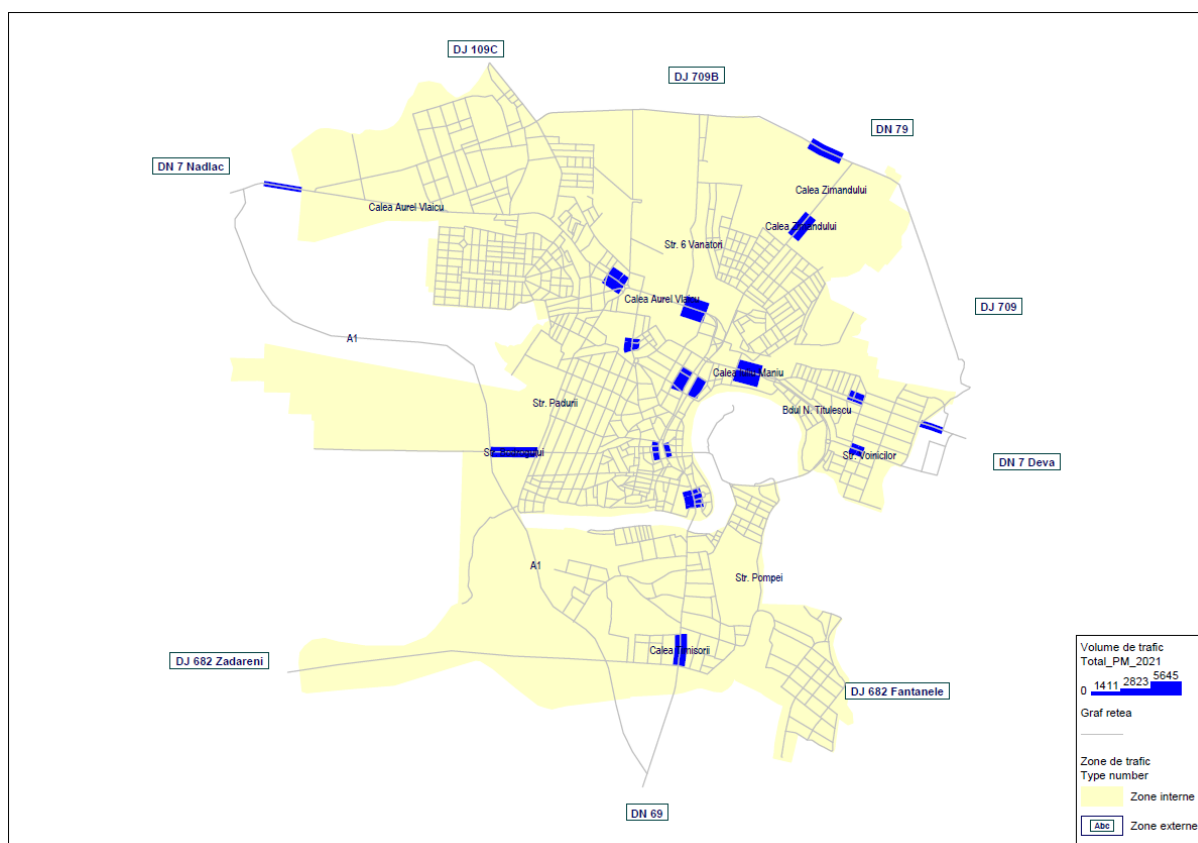 DJ 109C
DJ 709B
DN 79
DN 7 Nadlac
Calea Zimandului
Calea Aurel Vlaicu
Calea Zimandului
Str. 6 Vanatori
Calea Aurel Vlaicu
DJ 709
A1
Calea Iuliu Maniu
Str. Padurii
Bdul N. Titulescu
Str. Voinicilor
DN 7 Deva
A1
Str. Pompei
Calea Timisorii
DJ 682 Zadareni
DJ 682 Fantanele
DN 69
Volume de trafic
Total_PM_2021
0 1411 2823 5645
Graf retea
Zone de trafic
Type number
Zone interne
Abc Zone externe